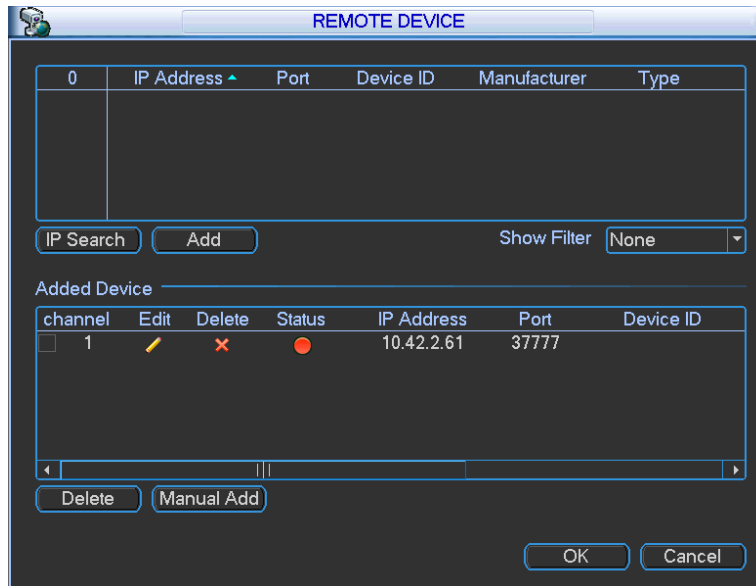 REMOTE DEVICE
0 IP Address Port Device ID Manufacturer Type
IP Search Add Show Filter None
Added Device
channel Edit Delete Status IP Address Port Device ID
1 10.42.2.61 37777
Delete Manual Add
OK Cancel